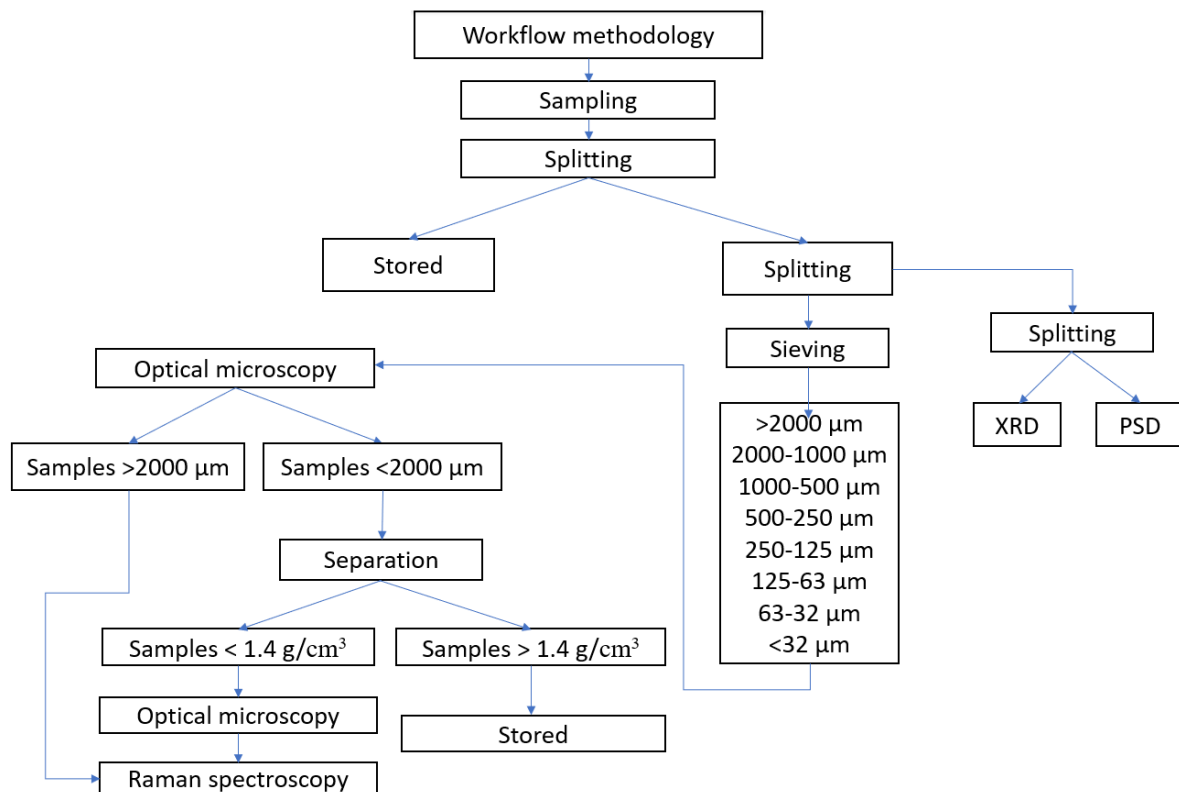 Workflow methodology
Sampling
Splitting
Stored
Splitting
Splitting
Sieving
Optical microscopy
XRD
PSD
>2000 µm
2000-1000 µm
1000-500 µm
500-250 µm
250-125 µm
125-63 µm
63-32 µm
<32 µm
Samples >2000 µm
Samples <2000 µm
Separation
Samples < 1.4 g/cm³
Samples > 1.4 g/cm³
Optical microscopy
Stored
Raman spectroscopy